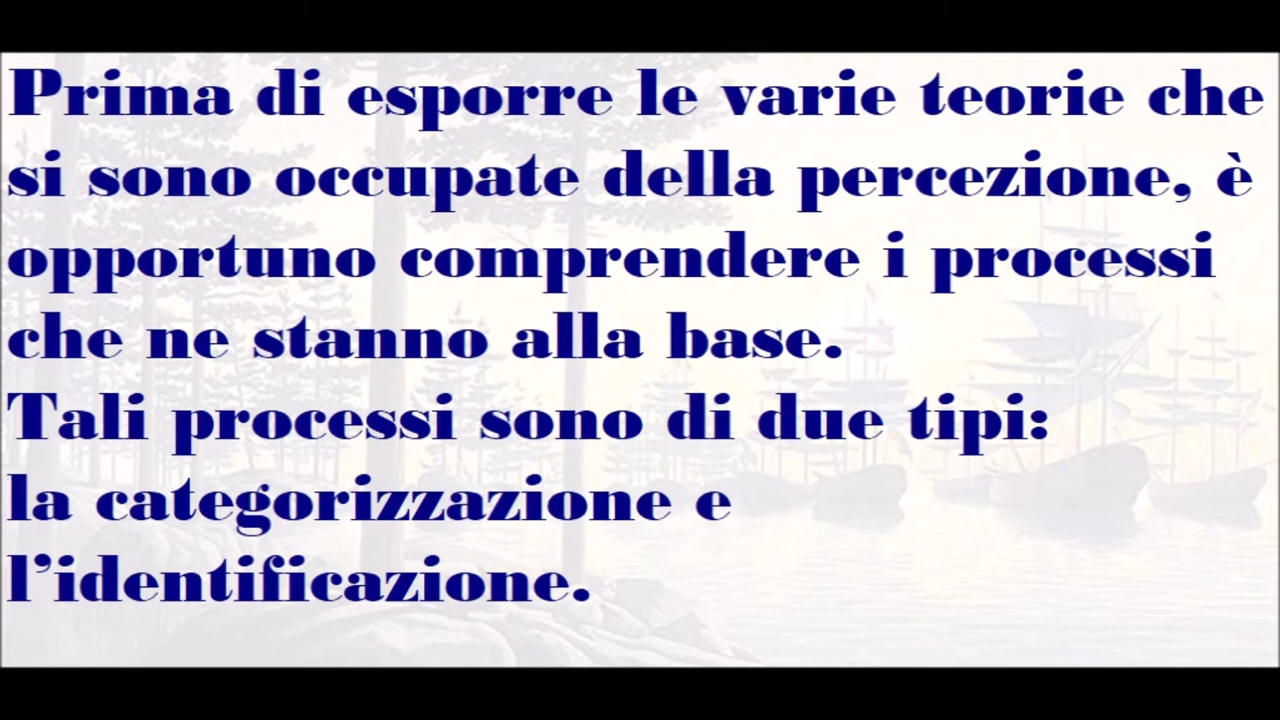 Prima di esporre le varie teorie che
si sono occupate della percezione, è
opportuno comprendere i processi
che ne stanno alla base.
Tali processi sono di due tipi:
la categorizzazione e
l’identificazione.